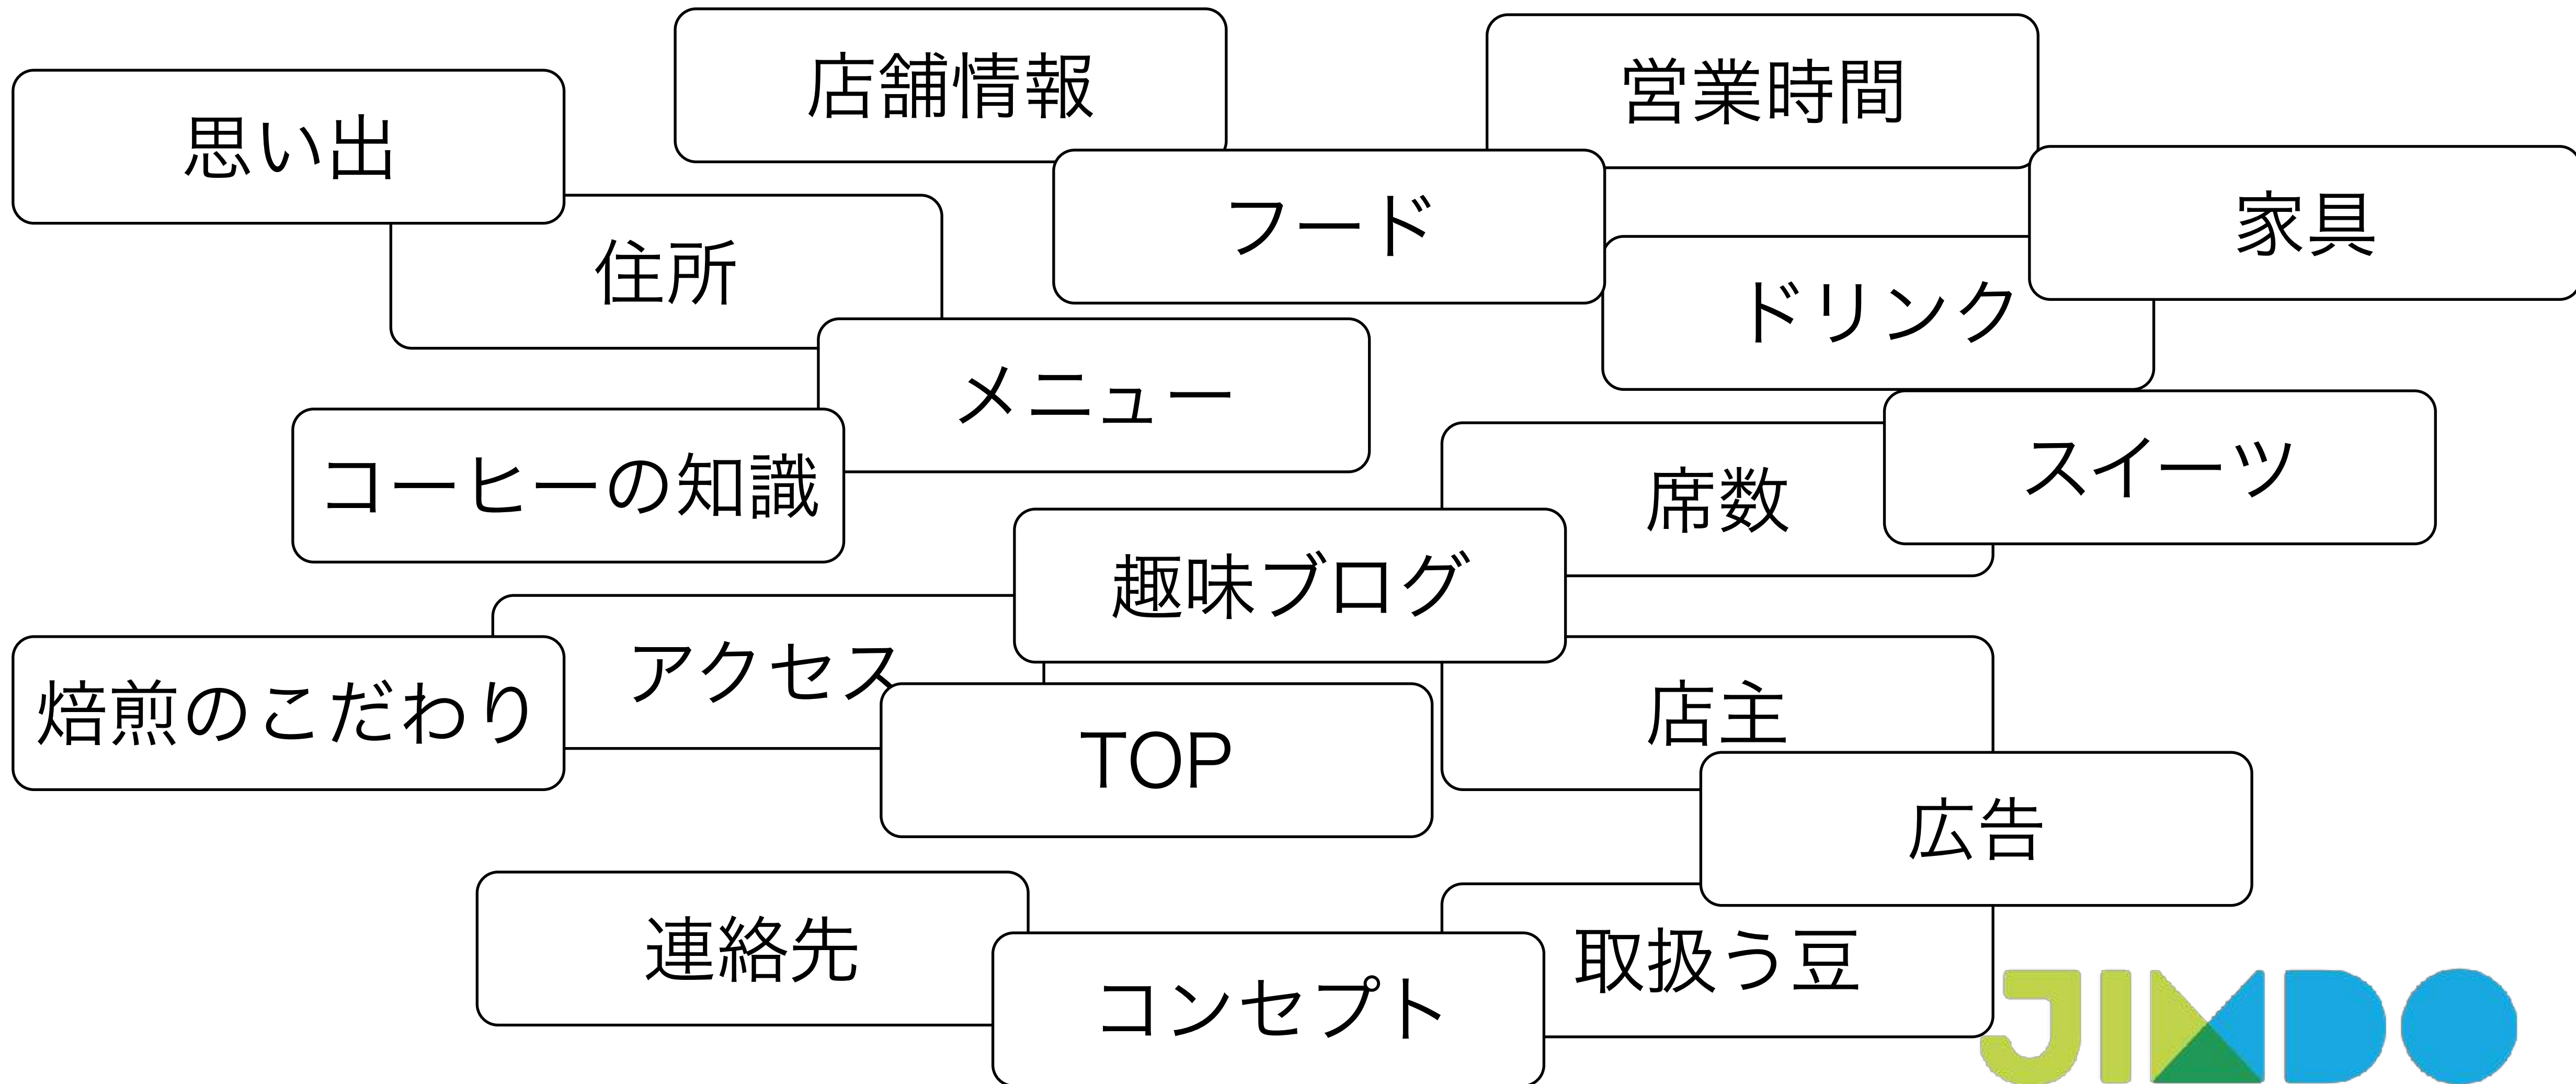 店舗情報
営業時間
思い出
フード
家具
住所
ドリンク
メニュー
スイーツ
コーヒーの知識
席数
趣味ブログ
アクセス
焙煎のこだわり
店主
TOP
広告
連絡先
取扱う豆
コンセプト
JIMDO